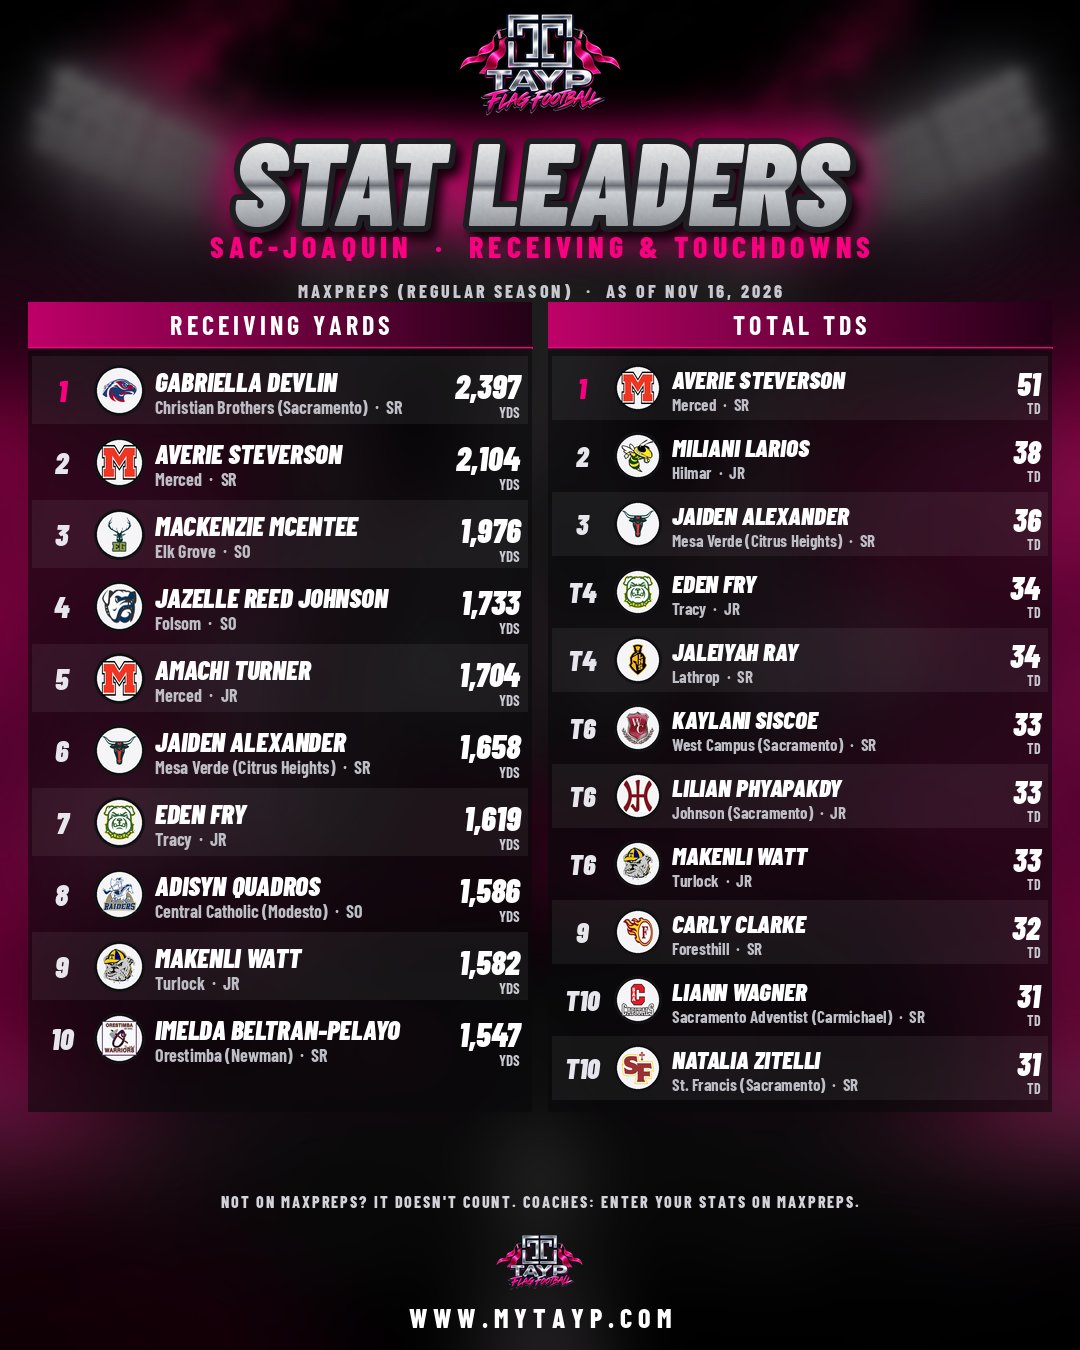 TAYP
FLAG FOOTBALL
STAT LEADERS
SAC-JOAQUIN · RECEIVING & TOUCHDOWNS
MAXPREPS (REGULAR SEASON) · AS OF NOV 16, 2026
RECEIVING YARDS
1 GABRIELLA DEVLIN 2,397
Christian Brothers (Sacramento) · SR YDS
2 AVERIE STEVERSON 2,104
Merced · SR YDS
3 MACKENZIE MCENTEE 1,976
Elk Grove · SO YDS
4 JAZELLE REED JOHNSON 1,733
Folsom · SO YDS
5 AMACHI TURNER 1,704
Merced · JR YDS
6 JAIDEN ALEXANDER 1,658
Mesa Verde (Citrus Heights) · SR YDS
7 EDEN FRY 1,619
Tracy · JR YDS
8 ADISYN QUADROS 1,586
Central Catholic (Modesto) · SO YDS
9 MAKENLI WATT 1,582
Turlock · JR YDS
10 IMELDA BELTRAN-PELAYO 1,547
Orestimba (Newman) · SR YDS
TOTAL TDS
1 AVERIE STEVERSON 51
Merced · SR TD
2 MILIANI LARIOS 38
Hilmar · JR TD
3 JAIDEN ALEXANDER 36
Mesa Verde (Citrus Heights) · SR TD
T4 EDEN FRY 34
Tracy · JR TD
T4 JALEIYAH RAY 34
Lathrop · SR TD
T6 KAYLANI SISCOE 33
West Campus (Sacramento) · SR TD
T6 LILIAN PHYAPAKDY 33
Johnson (Sacramento) · JR TD
T6 MAKENLI WATT 33
Turlock · JR TD
9 CARLY CLARKE 32
Foresthill · SR TD
T10 LIANN WAGNER 31
Sacramento Adventist (Carmichael) · SR TD
T10 NATALIA ZITELLI 31
St. Francis (Sacramento) · SR TD
NOT ON MAXPREPS? IT DOESN'T COUNT. COACHES: ENTER YOUR STATS ON MAXPREPS.
TAYP
FLAG FOOTBALL
WWW.MYTAYP.COM